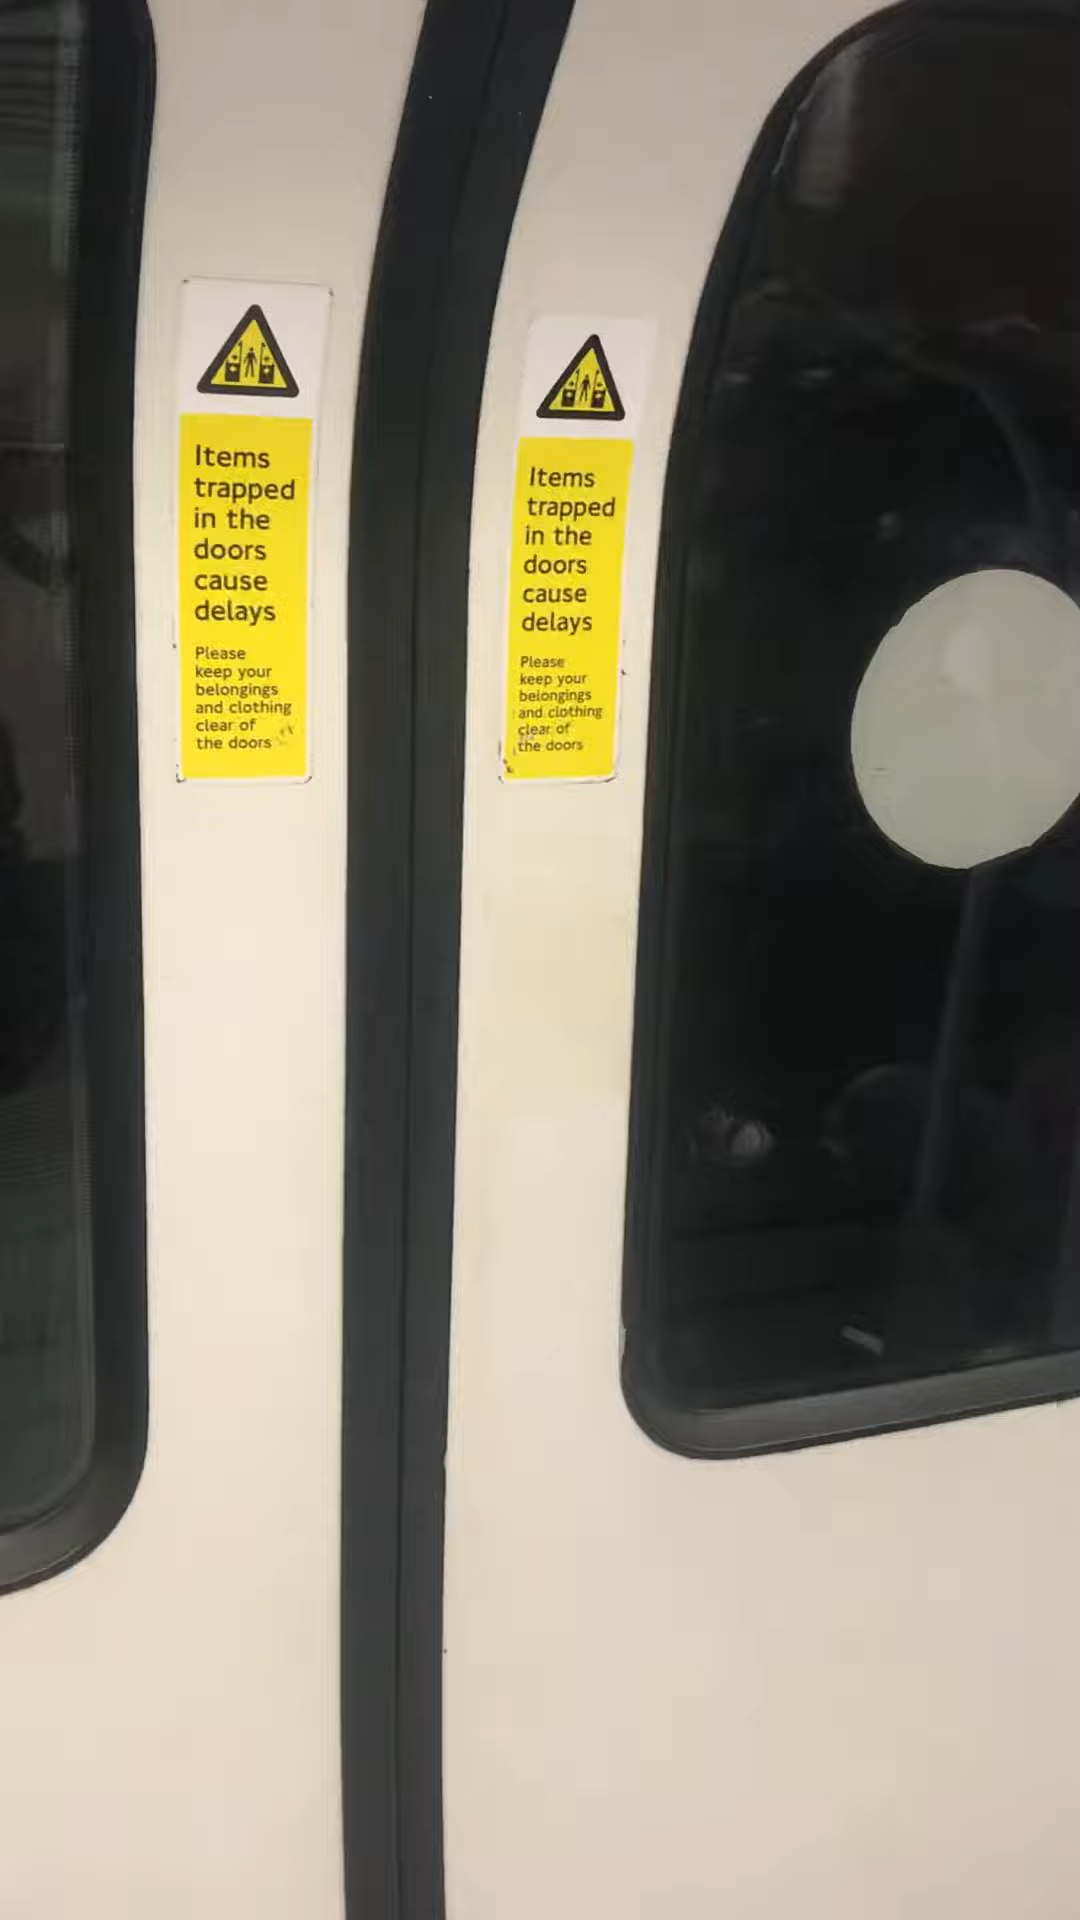 Items
trapped
in the
doors
cause
delays
Please
keep your
belongings
and clothing
clear of
the doors
Items
trapped
in the
doors
cause
delays
Please
keep your
belongings
and clothing
clear of
the doors